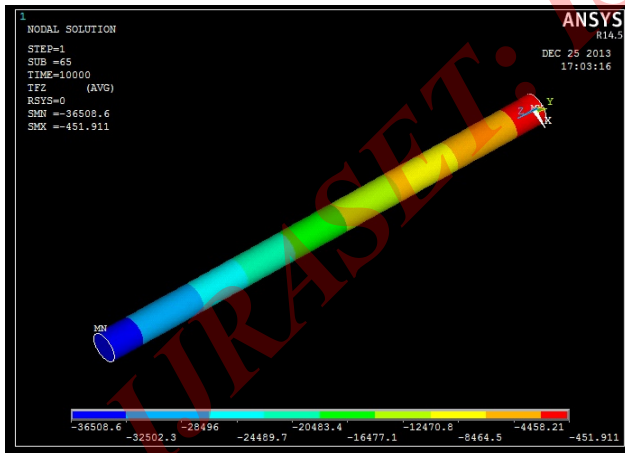 1
NODAL SOLUTION
STEP=1
SUB =65
TIME=10000
TFZ (AVG)
RSYS=0
SMN =-36508.6
SMX =-451.911
ANSYS
R14.5
DEC 25 2013
17:03:16
Z
Y
X
MN
-36508.6 -28496 -20483.4 -12470.8 -4458.21
-32502.3 -24489.7 -16477.1 -8464.5 -451.911
IJRASET: